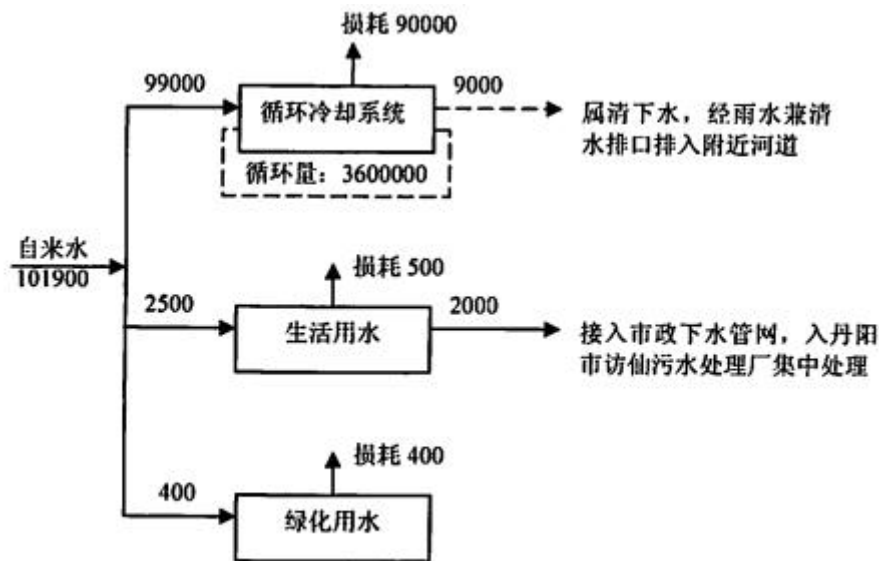 损耗 90000
99000
9000
循环冷却系统
属清下水，经雨水兼清
水排口排入附近河道
循环量：3600000
自米水
101900
损耗 500
2500
2000
生活用水
接入市政下水管网，入丹阳
市访仙污水处理厂集中处理
损耗 400
400
绿化用水